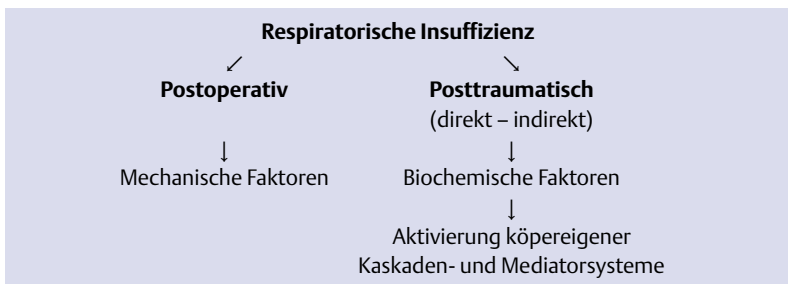 Respiratorische Insuffizienz
↙ ↘
Postoperativ Posttraumatisch
(direkt – indirekt)
↓ ↓
Mechanische Faktoren Biochemische Faktoren
↓
Aktivierung köpereigener
Kaskaden- und Mediatorsysteme